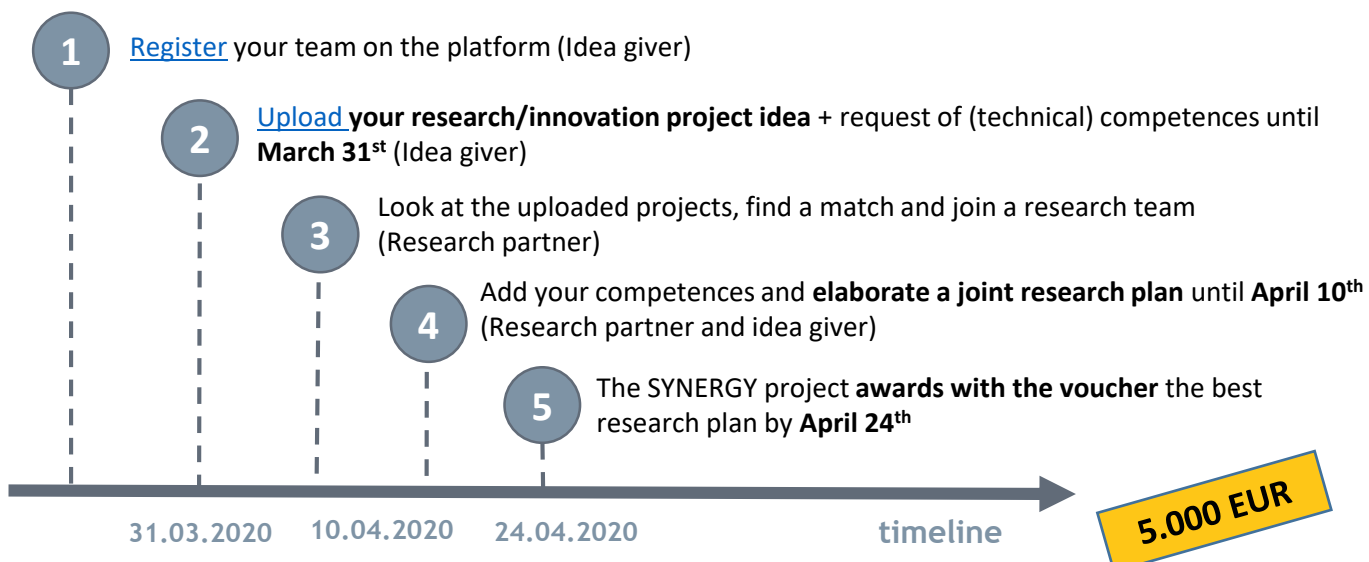 1
Register your team on the platform (Idea giver)
2
Upload your research/innovation project idea + request of (technical) competences until
March 31st (Idea giver)
3
Look at the uploaded projects, find a match and join a research team
(Research partner)
4
Add your competences and elaborate a joint research plan until April 10th
(Research partner and idea giver)
5
The SYNERGY project awards with the voucher the best
research plan by April 24th
31.03.2020 10.04.2020 24.04.2020 timeline
5.000 EUR